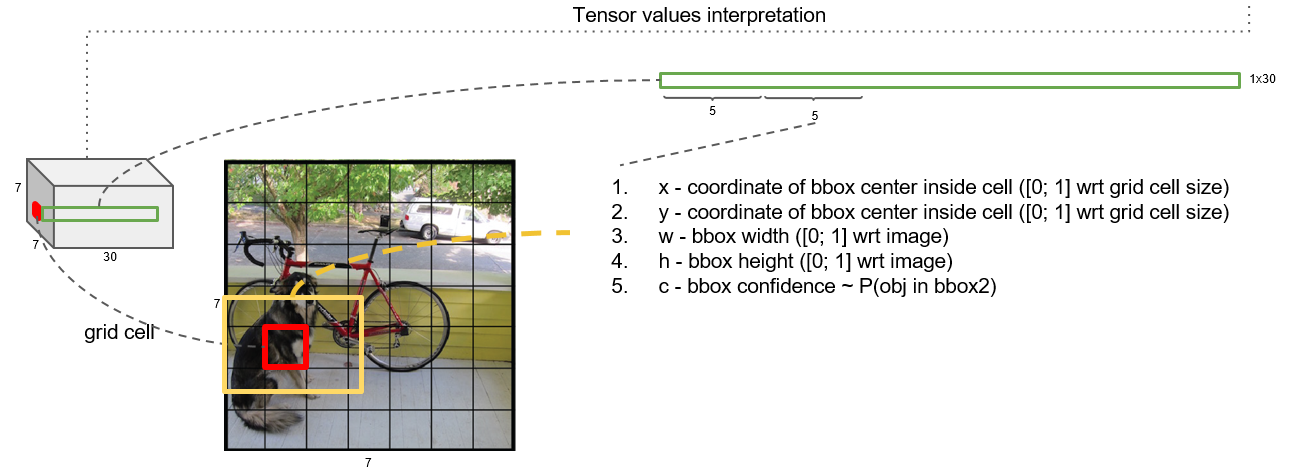 Tensor values interpretation
1x30
5
5
7
7
30
grid cell
7
7
1. x - coordinate of bbox center inside cell ([0; 1] wrt grid cell size)
2. y - coordinate of bbox center inside cell ([0; 1] wrt grid cell size)
3. w - bbox width ([0; 1] wrt image)
4. h - bbox height ([0; 1] wrt image)
5. c - bbox confidence ~ P(obj in bbox2)